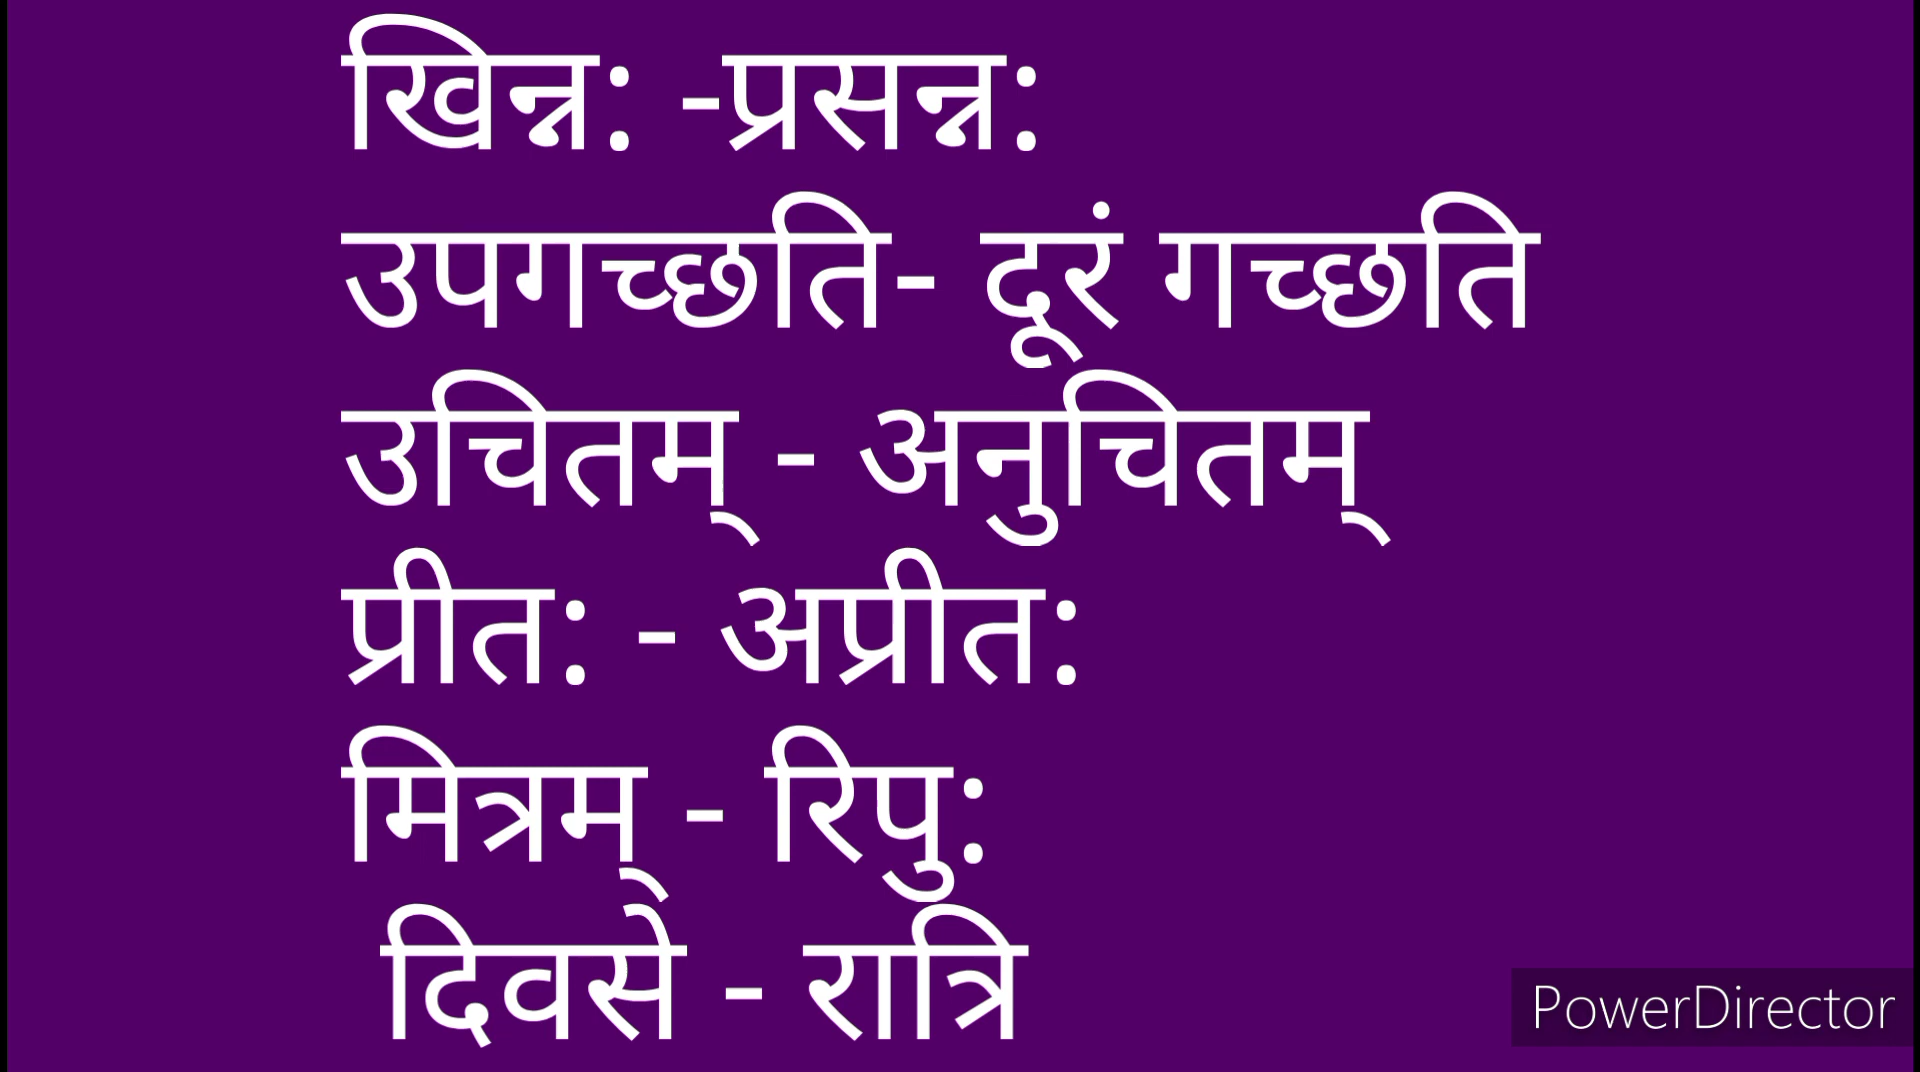 खिन्न: -प्रसन्न:
उपगच्छति- दूरं गच्छति
उचितम् - अनुचितम्
प्रीत: - अप्रीत:
मित्रम् - रिपु:
दिवसे - रात्रि
PowerDirector